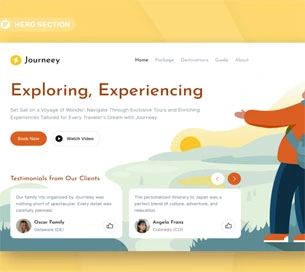 HERO SECTION
Journeey
Home Package Destinations Guide About
Exploring, Experiencing
Set Sail on a Voyage of Wonder, Navigate Through Exclusive Tours and Enriching
Experiences Tailored for Every Traveler's Dream with Journeey
Book Now Watch Video
Testimonials from Our Clients
Our family trip organized by Journeey was
nothing short of spectacular. Every detail was
carefully planned.
Oscar Family
Delaware (DE)
The personalized itinerary to Japan was a
perfect blend of culture, adventure, and
relaxation.
Angela Frans
Colorado (CO)